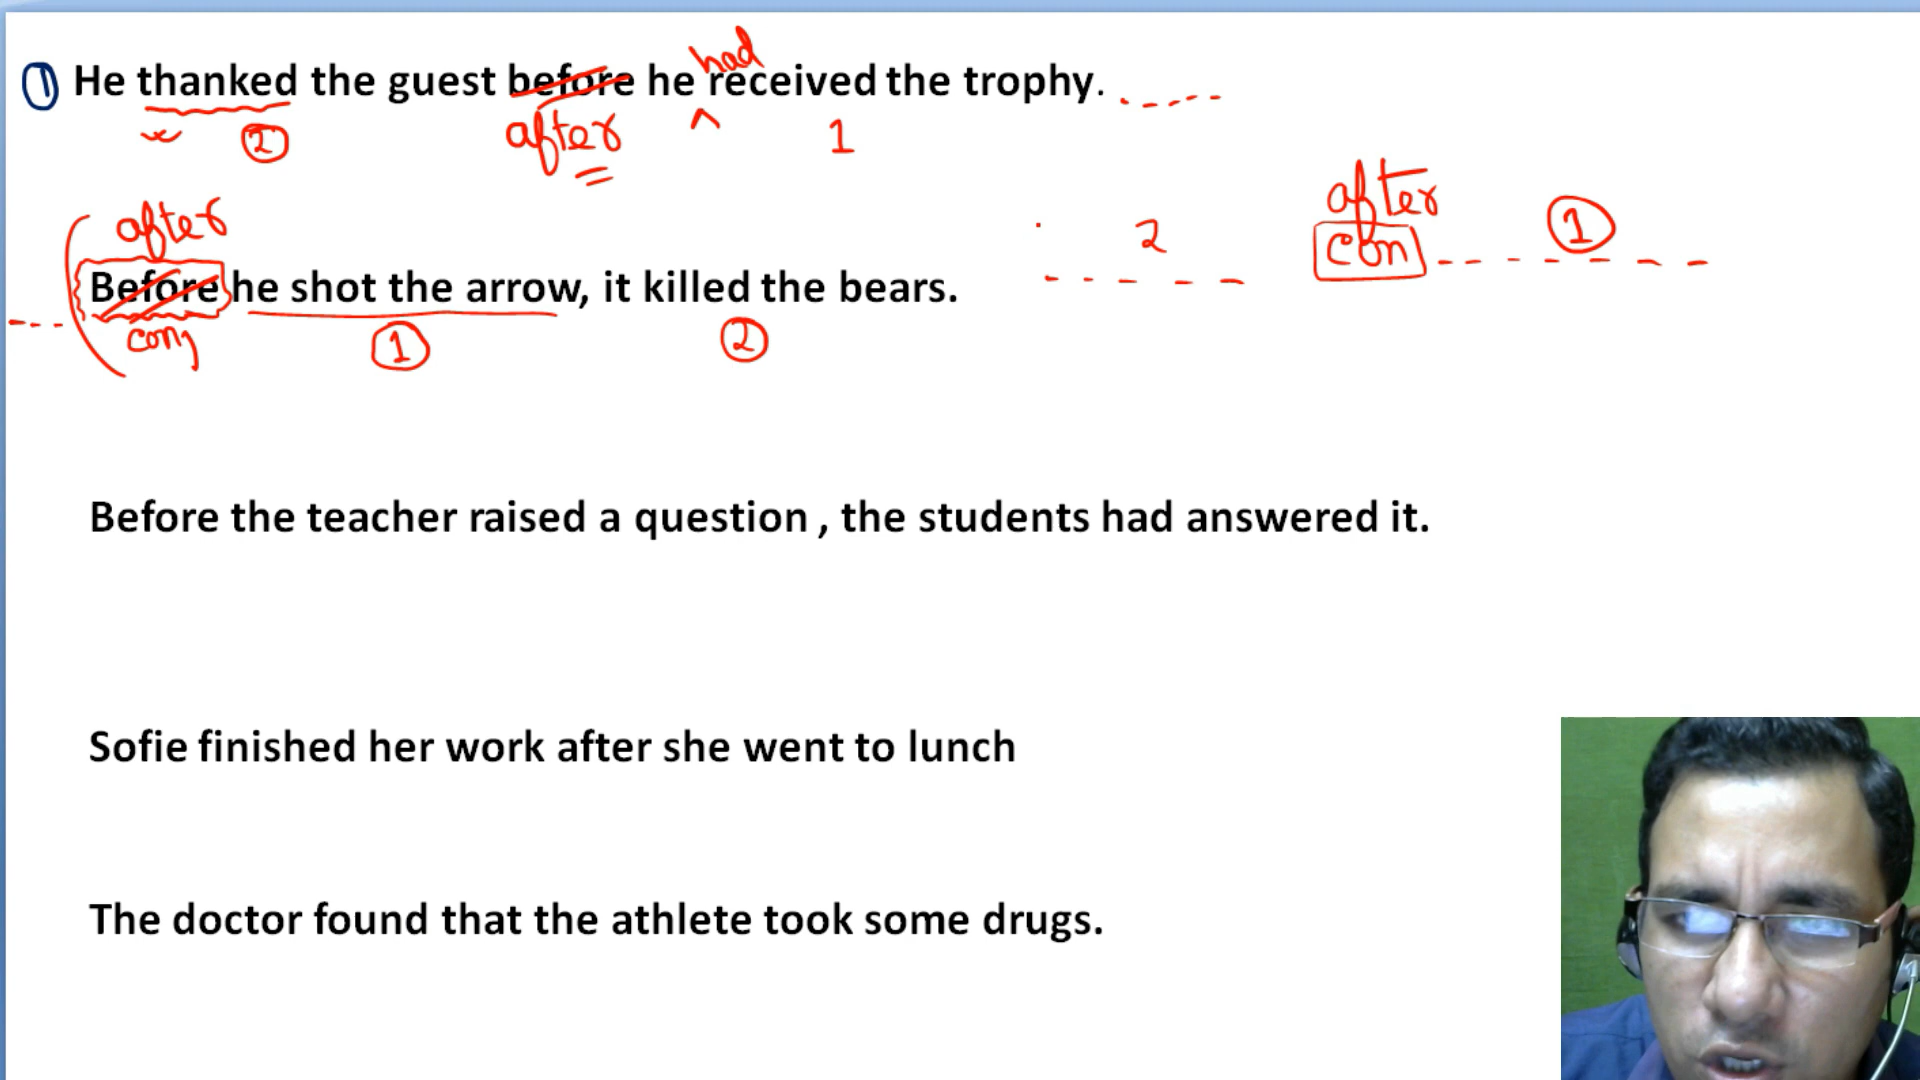 ① He thanked the guest before he had received the trophy.
② after ^ 1
after
after 2 con ①
Before he shot the arrow, it killed the bears.
conj ① ②
Before the teacher raised a question , the students had answered it.
Sofie finished her work after she went to lunch
The doctor found that the athlete took some drugs.